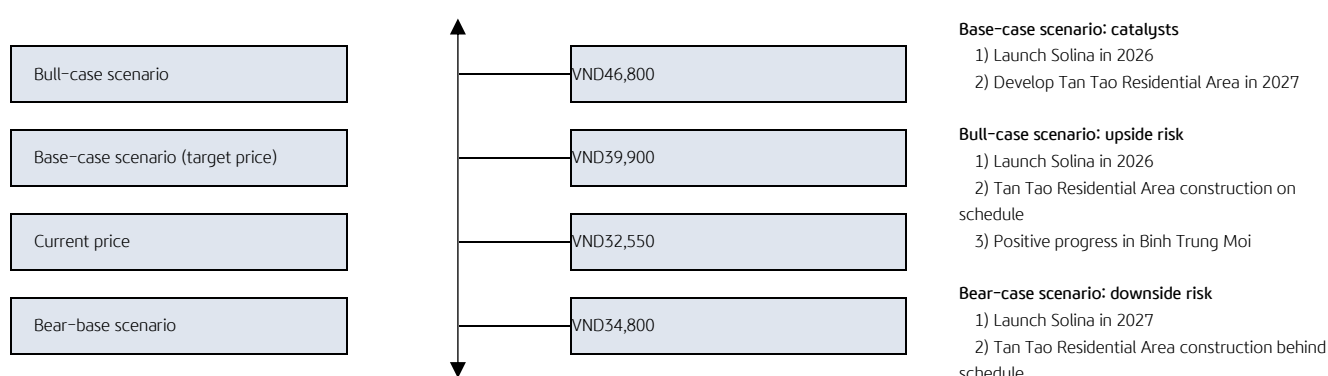 Bull-case scenario
VND46,800
Base-case scenario (target price)
VND39,900
Current price
VND32,550
Bear-base scenario
VND34,800
Base-case scenario: catalysts
1) Launch Solina in 2026
2) Develop Tan Tao Residential Area in 2027
Bull-case scenario: upside risk
1) Launch Solina in 2026
2) Tan Tao Residential Area construction on
schedule
3) Positive progress in Binh Trung Moi
Bear-case scenario: downside risk
1) Launch Solina in 2027
2) Tan Tao Residential Area construction behind
schedule